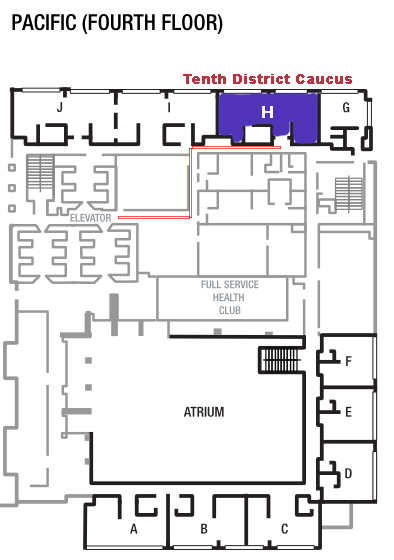 PACIFIC (FOURTH FLOOR)
Tenth District Caucus
J
I
H
G
ELEVATOR
FULL SERVICE
HEALTH
CLUB
F
ATRIUM
E
D
A
B
C